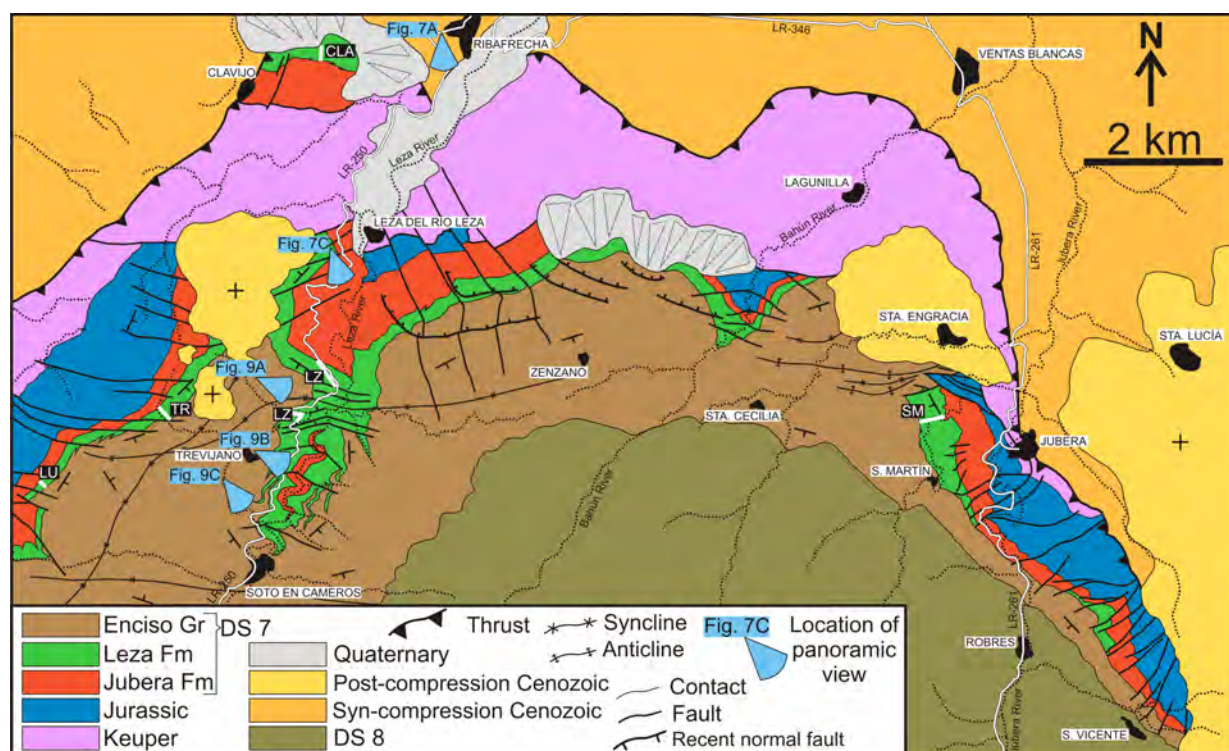 Fig. 7A
RIBAFRECHA
LR-346
CLA
CLAVIJO
VENTAS BLANCAS
N
2 km
LR-250
Leza River
LAGUNILLA
Bahún River
Jubera River
LR-261
LEZA DEL RÍO LEZA
Fig. 7C
Leza River
STA. ENGRACIA
STA. LUCÍA
ZENZANO
Fig. 9A
LZ
TR
LZ
STA. CECILIA
SM
Fig. 9B
TREVIJANO
JUBERA
Fig. 9C
LU
S. MARTÍN
Bahún River
LR-250
SOTO EN CAMEROS
LR-261
ROBRES
Jubera River
S. VICENTE
Enciso Gr
DS 7
Leza Fm
Jubera Fm
Jurassic
Keuper
Quaternary
Post-compression Cenozoic
Syn-compression Cenozoic
DS 8
Thrust
Syncline
Anticline
Contact
Fault
Recent normal fault
Fig. 7C
Location of
panoramic
view